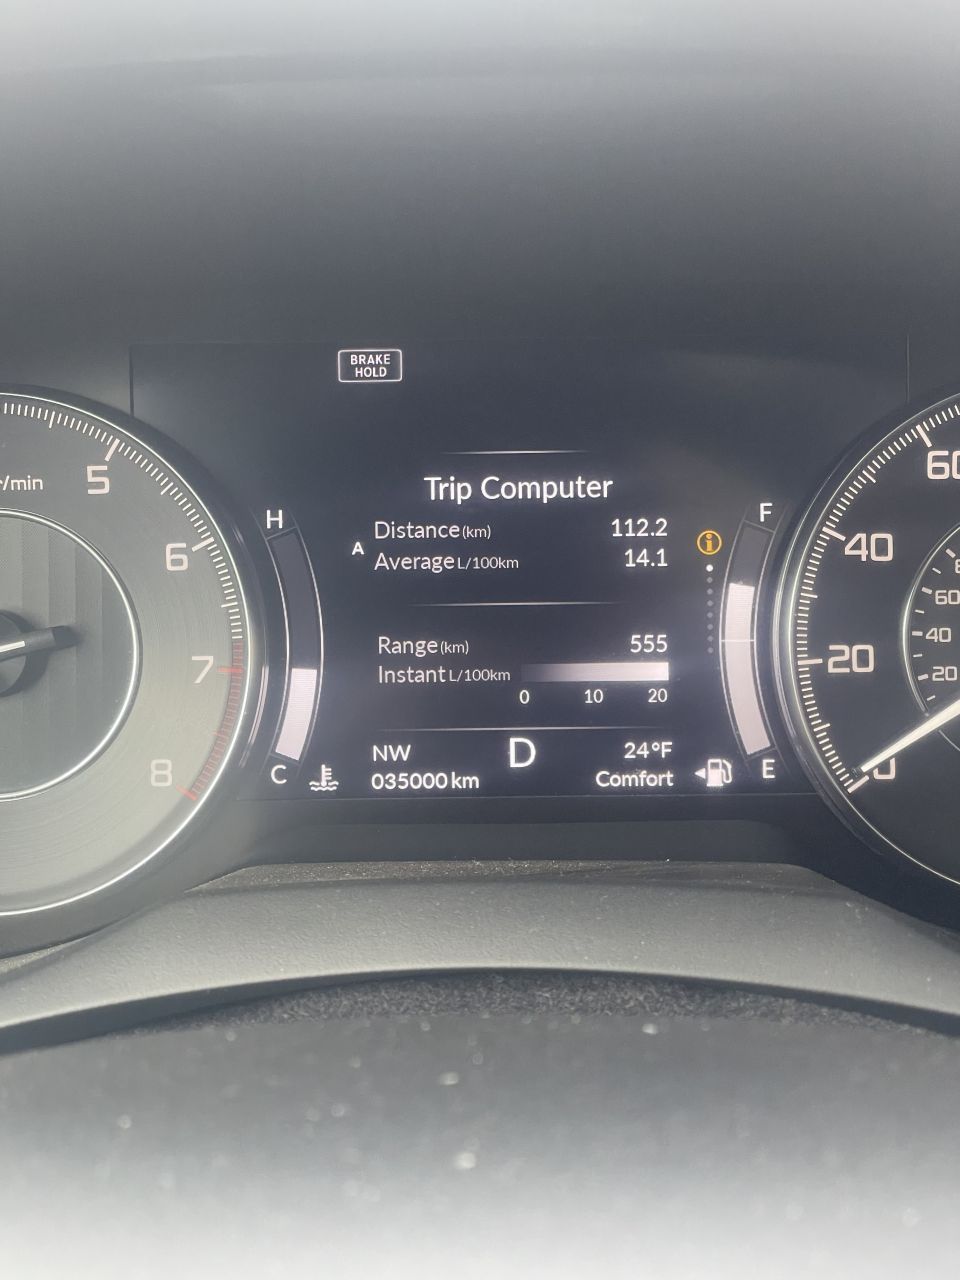 BRAKE
HOLD
Trip Computer
Distance(km) 112.2
A
Average L/100km 14.1
Range(km) 555
Instant L/100km
0 10 20
NW D 24°F
035000 km Comfort
H
C
F
E
/min
5
6
7
8
60
40
20
60
40
20